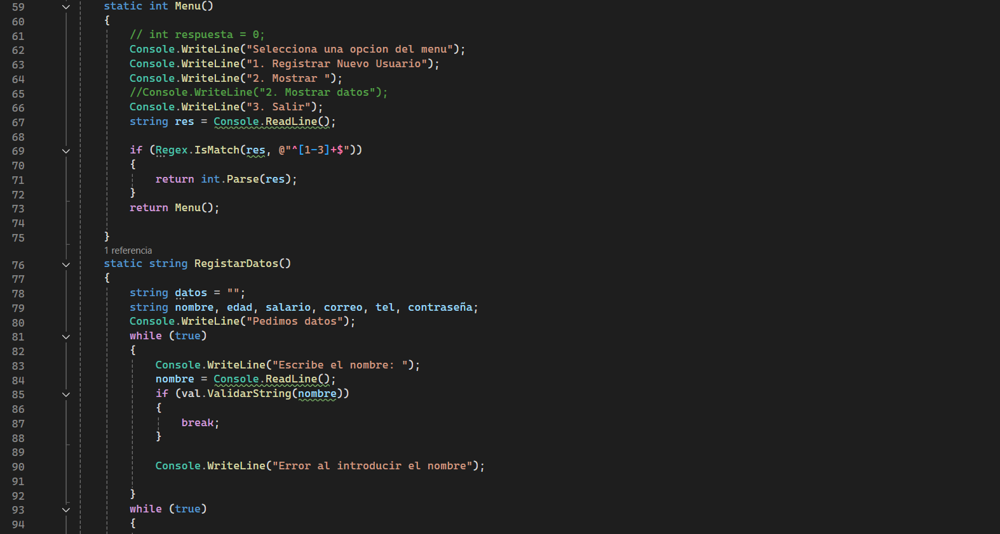 59 static int Menu()
60 {
61 // int respuesta = 0;
62 Console.WriteLine("Selecciona una opcion del menu");
63 Console.WriteLine("1. Registrar Nuevo Usuario");
64 Console.WriteLine("2. Mostrar ");
65 //Console.WriteLine("2. Mostrar datos");
66 Console.WriteLine("3. Salir");
67 string res = Console.ReadLine();
68
69 if (Regex.IsMatch(res, @"^[1-3]+$"))
70 {
71 return int.Parse(res);
72 }
73 return Menu();
74
75 }
1 referencia
76 static string RegistarDatos()
77 {
78 string datos = "";
79 string nombre, edad, salario, correo, tel, contraseña;
80 Console.WriteLine("Pedimos datos");
81 while (true)
82 {
83 Console.WriteLine("Escribe el nombre: ");
84 nombre = Console.ReadLine();
85 if (val.ValidarString(nombre))
86 {
87 break;
88 }
89
90 Console.WriteLine("Error al introducir el nombre");
91
92 }
93 while (true)
94 {